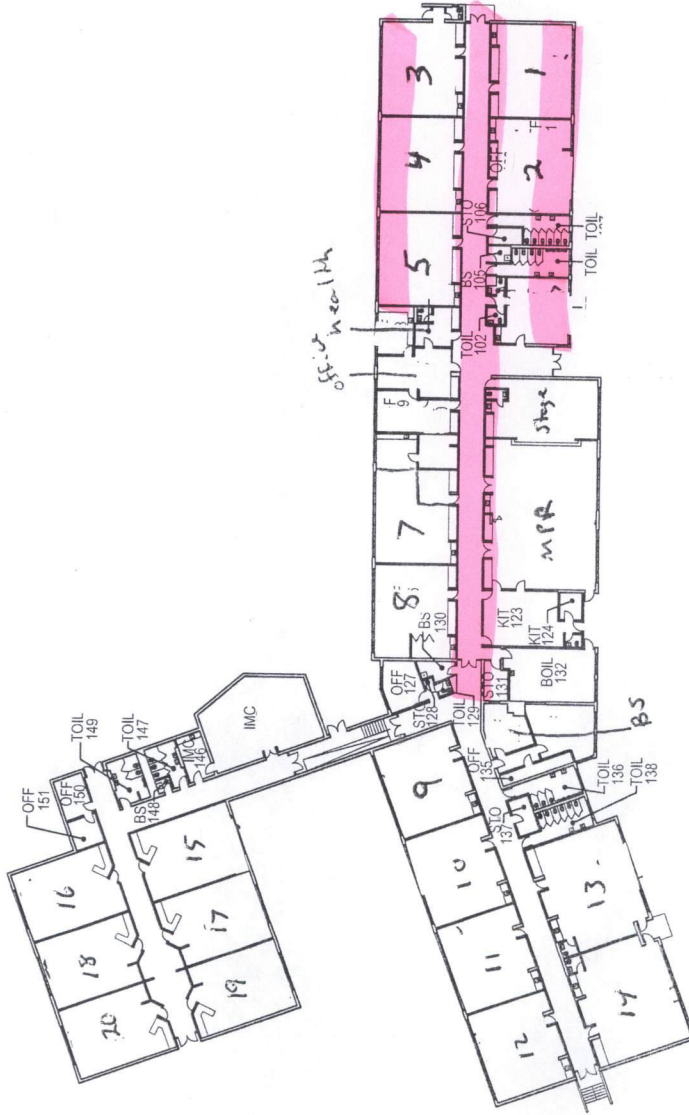 OFF
151
OFF
150
TOIL
149
TOIL
147
BS
148
IMC
146
IMC
16
18
20
15
17
19
office
health
3
4
5
F
9
7
8
BS
130
OFF
127
STO
128
TOIL
129
1
2
OFF
STO
106
BS
105
TOIL
TOIL
TOIL
102
Stage
MPR
KIT
123
KIT
124
BOIL
132
STO
131
BS
OFF
135
TOIL
136
TOIL
138
STO
137
9
10
11
12
13
14